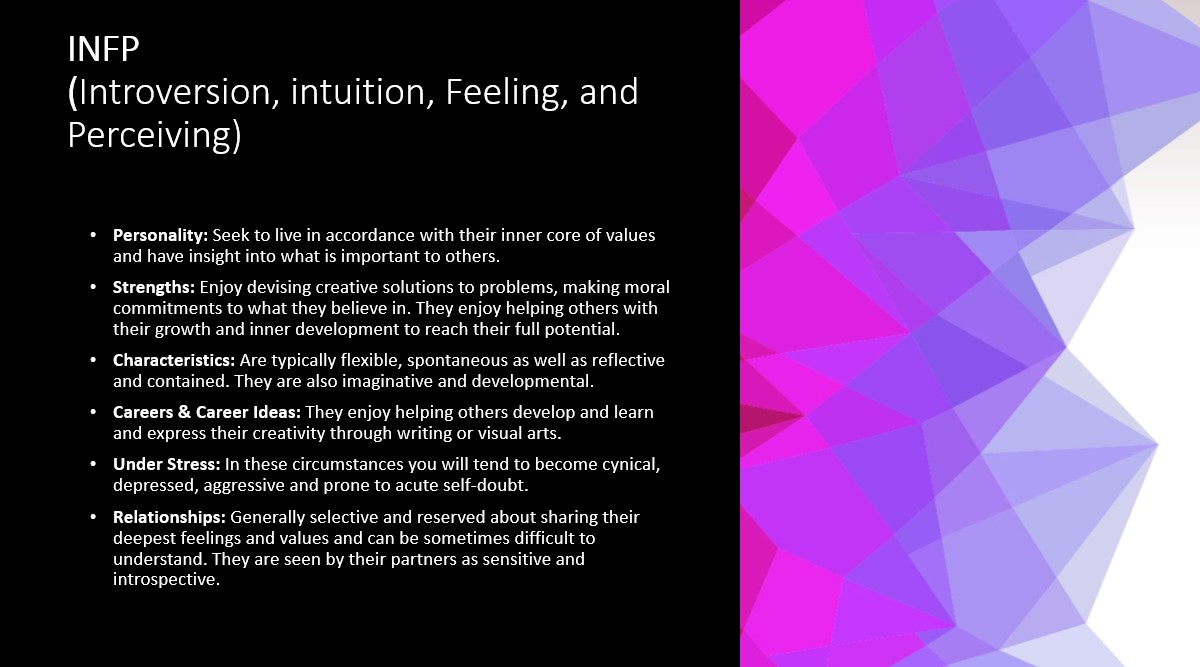 INFP
(Introversion, intuition, Feeling, and
Perceiving)
• Personality: Seek to live in accordance with their inner core of values
and have insight into what is important to others.
• Strengths: Enjoy devising creative solutions to problems, making moral
commitments to what they believe in. They enjoy helping others with
their growth and inner development to reach their full potential.
• Characteristics: Are typically flexible, spontaneous as well as reflective
and contained. They are also imaginative and developmental.
• Careers & Career Ideas: They enjoy helping others develop and learn
and express their creativity through writing or visual arts.
• Under Stress: In these circumstances you will tend to become cynical,
depressed, aggressive and prone to acute self-doubt.
• Relationships: Generally selective and reserved about sharing their
deepest feelings and values and can be sometimes difficult to
understand. They are seen by their partners as sensitive and
introspective.